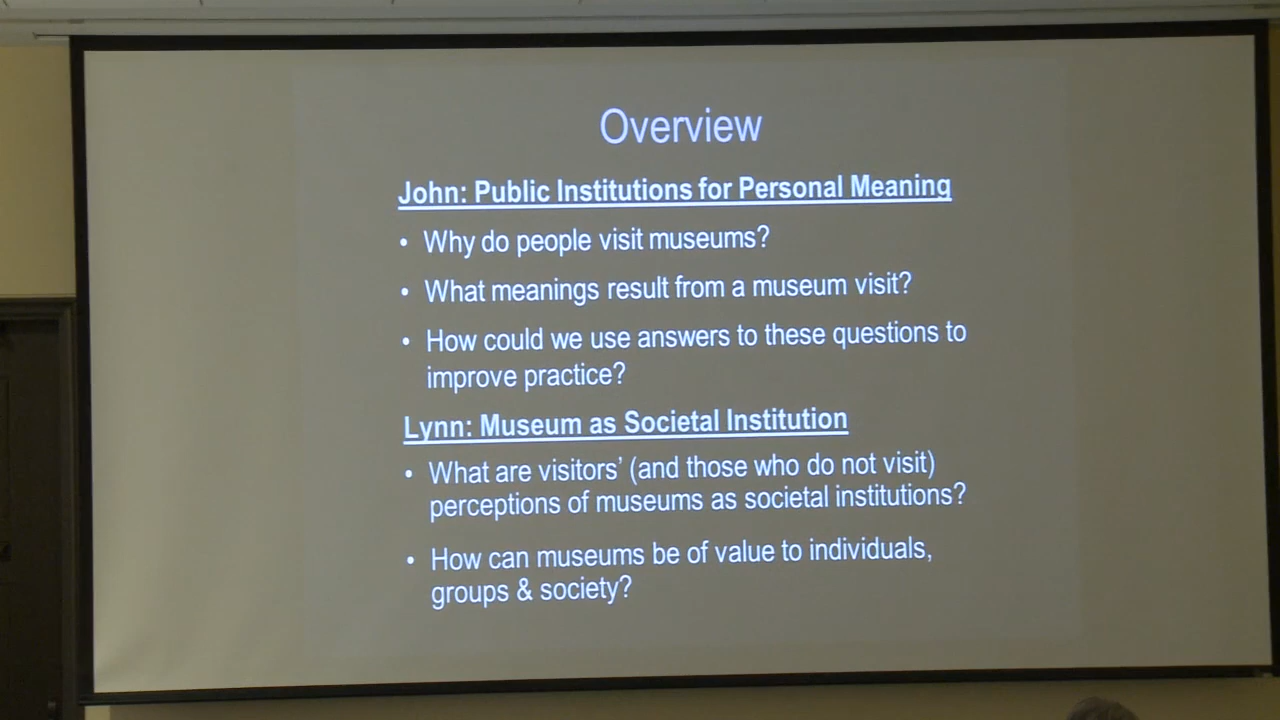 Overview
John: Public Institutions for Personal Meaning
• Why do people visit museums?
• What meanings result from a museum visit?
• How could we use answers to these questions to
improve practice?
Lynn: Museum as Societal Institution
• What are visitors' (and those who do not visit)
perceptions of museums as societal institutions?
• How can museums be of value to individuals,
groups & society?